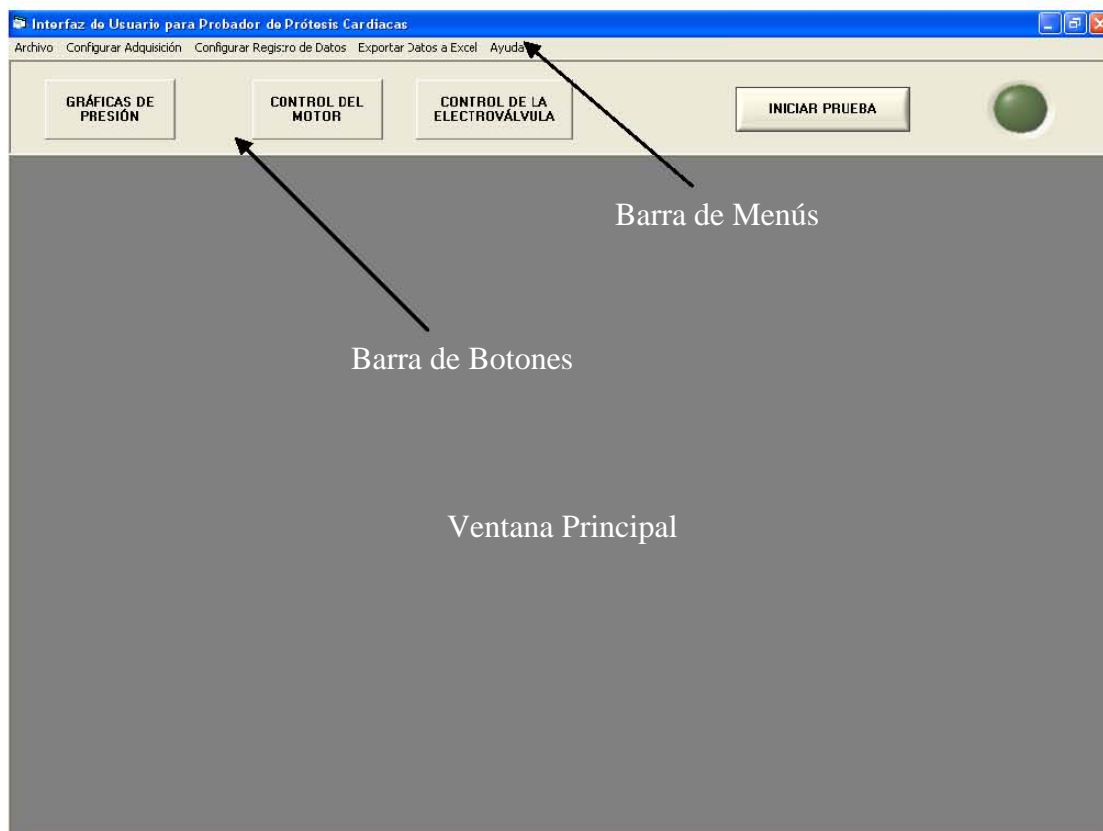 Interfaz de Usuario para Probador de Prótesis Cardiacas
Archivo Configurar Adquisición Configurar Registro de Datos Exportar Datos a Excel Ayuda
GRÁFICAS DE
PRESIÓN
CONTROL DEL
MOTOR
CONTROL DE LA
ELECTROVÁLVULA
INICIAR PRUEBA
Barra de Menús
Barra de Botones
Ventana Principal